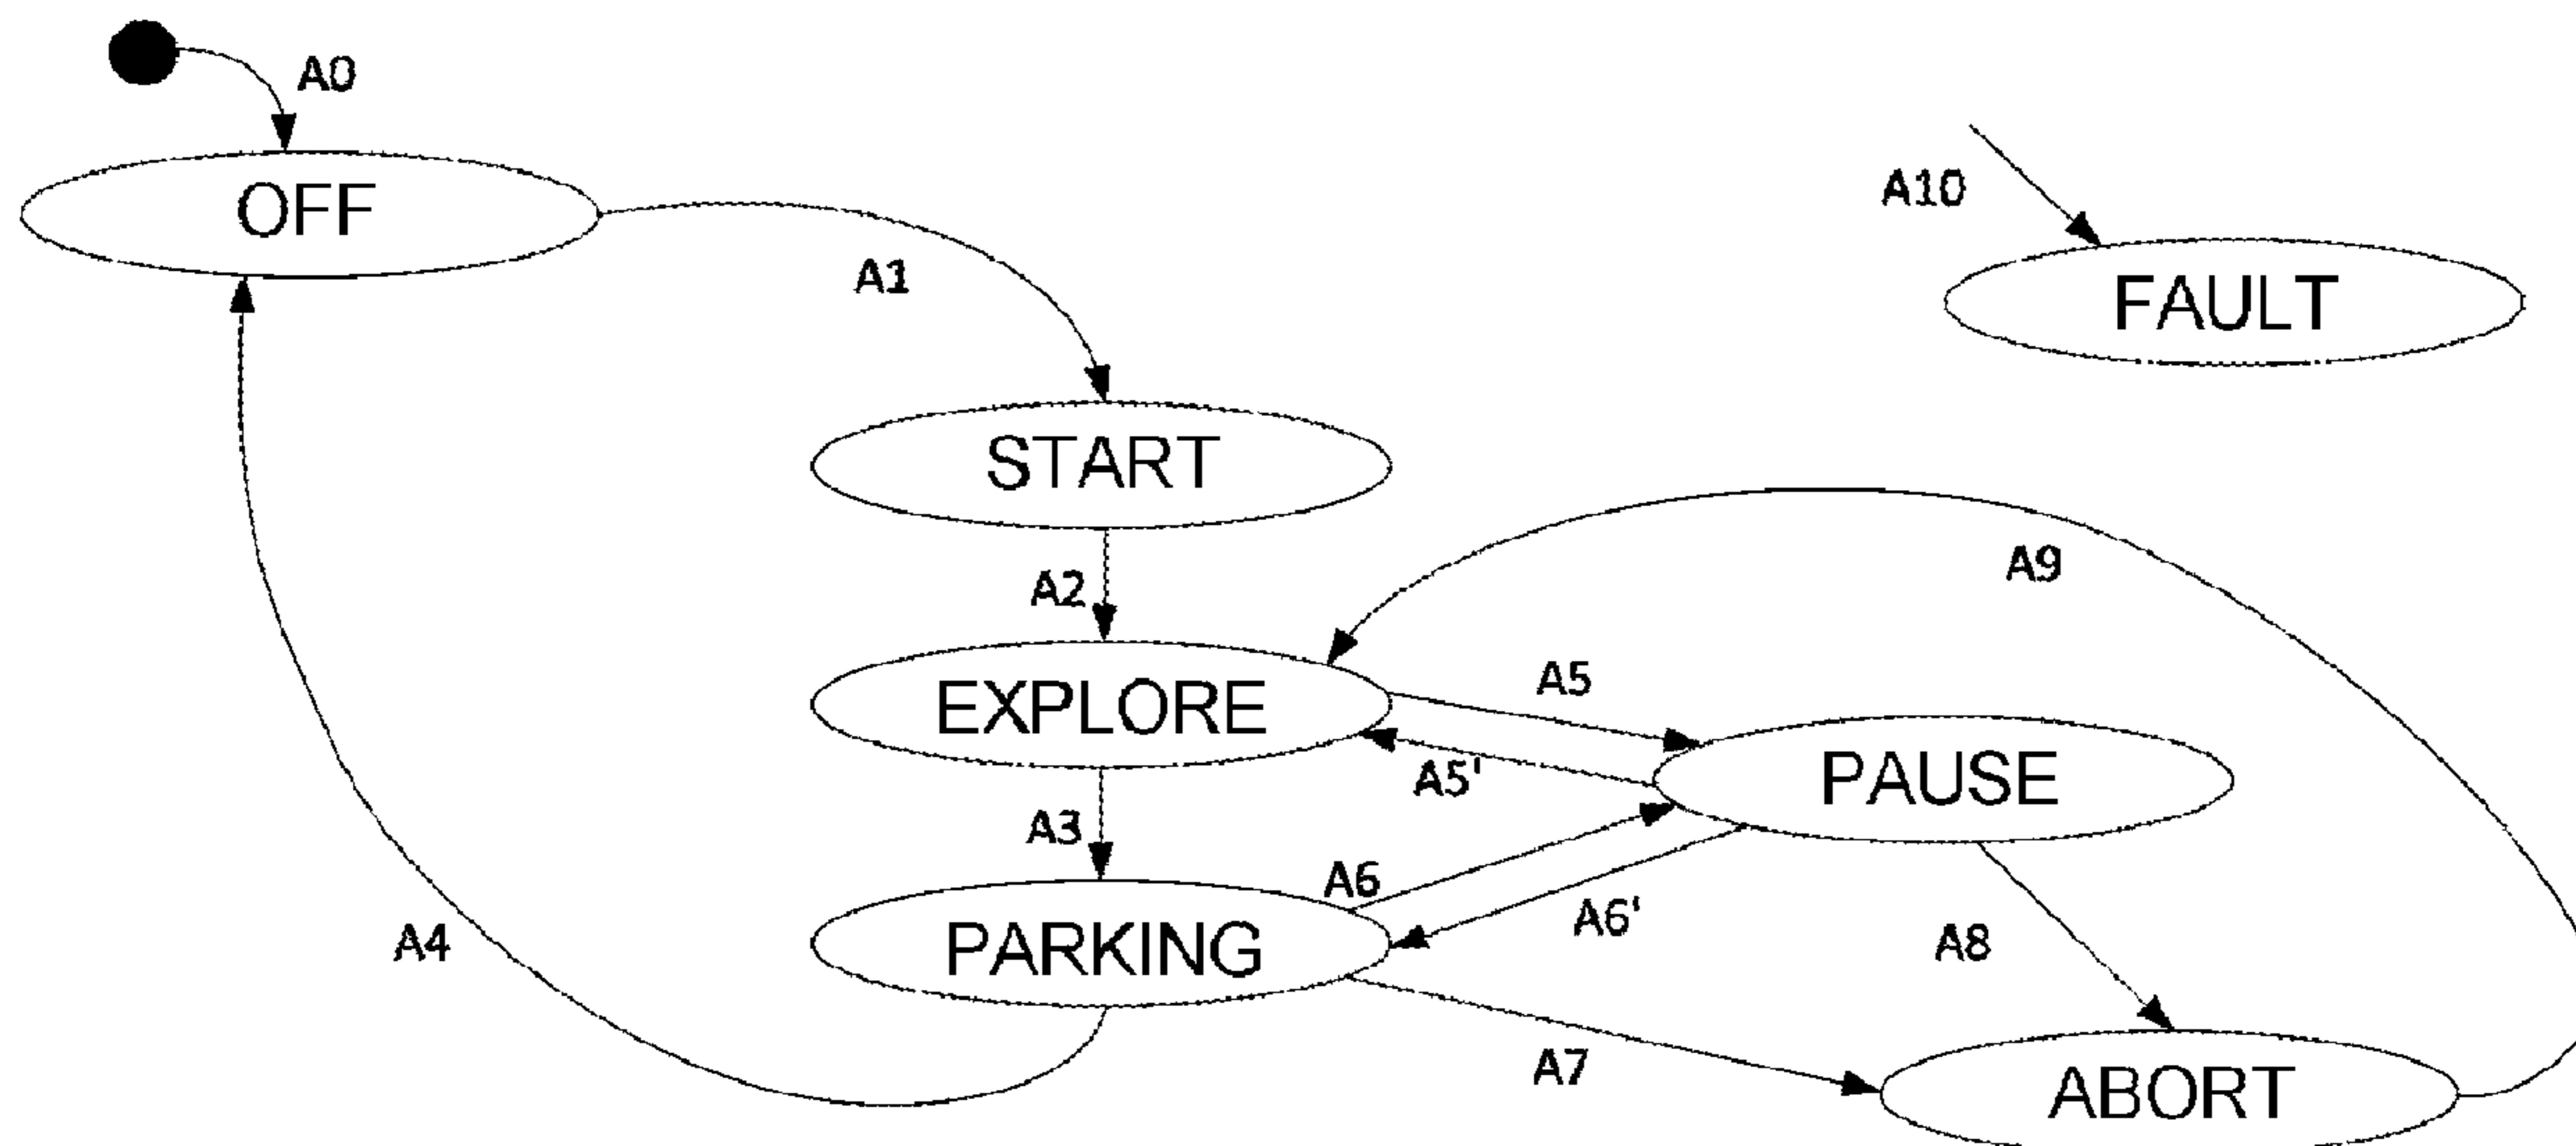 A0
OFF
A10
A1
FAULT
START
A9
A2
A5
EXPLORE
A5'
PAUSE
A3
A6
A6'
A4
PARKING
A8
A7
ABORT